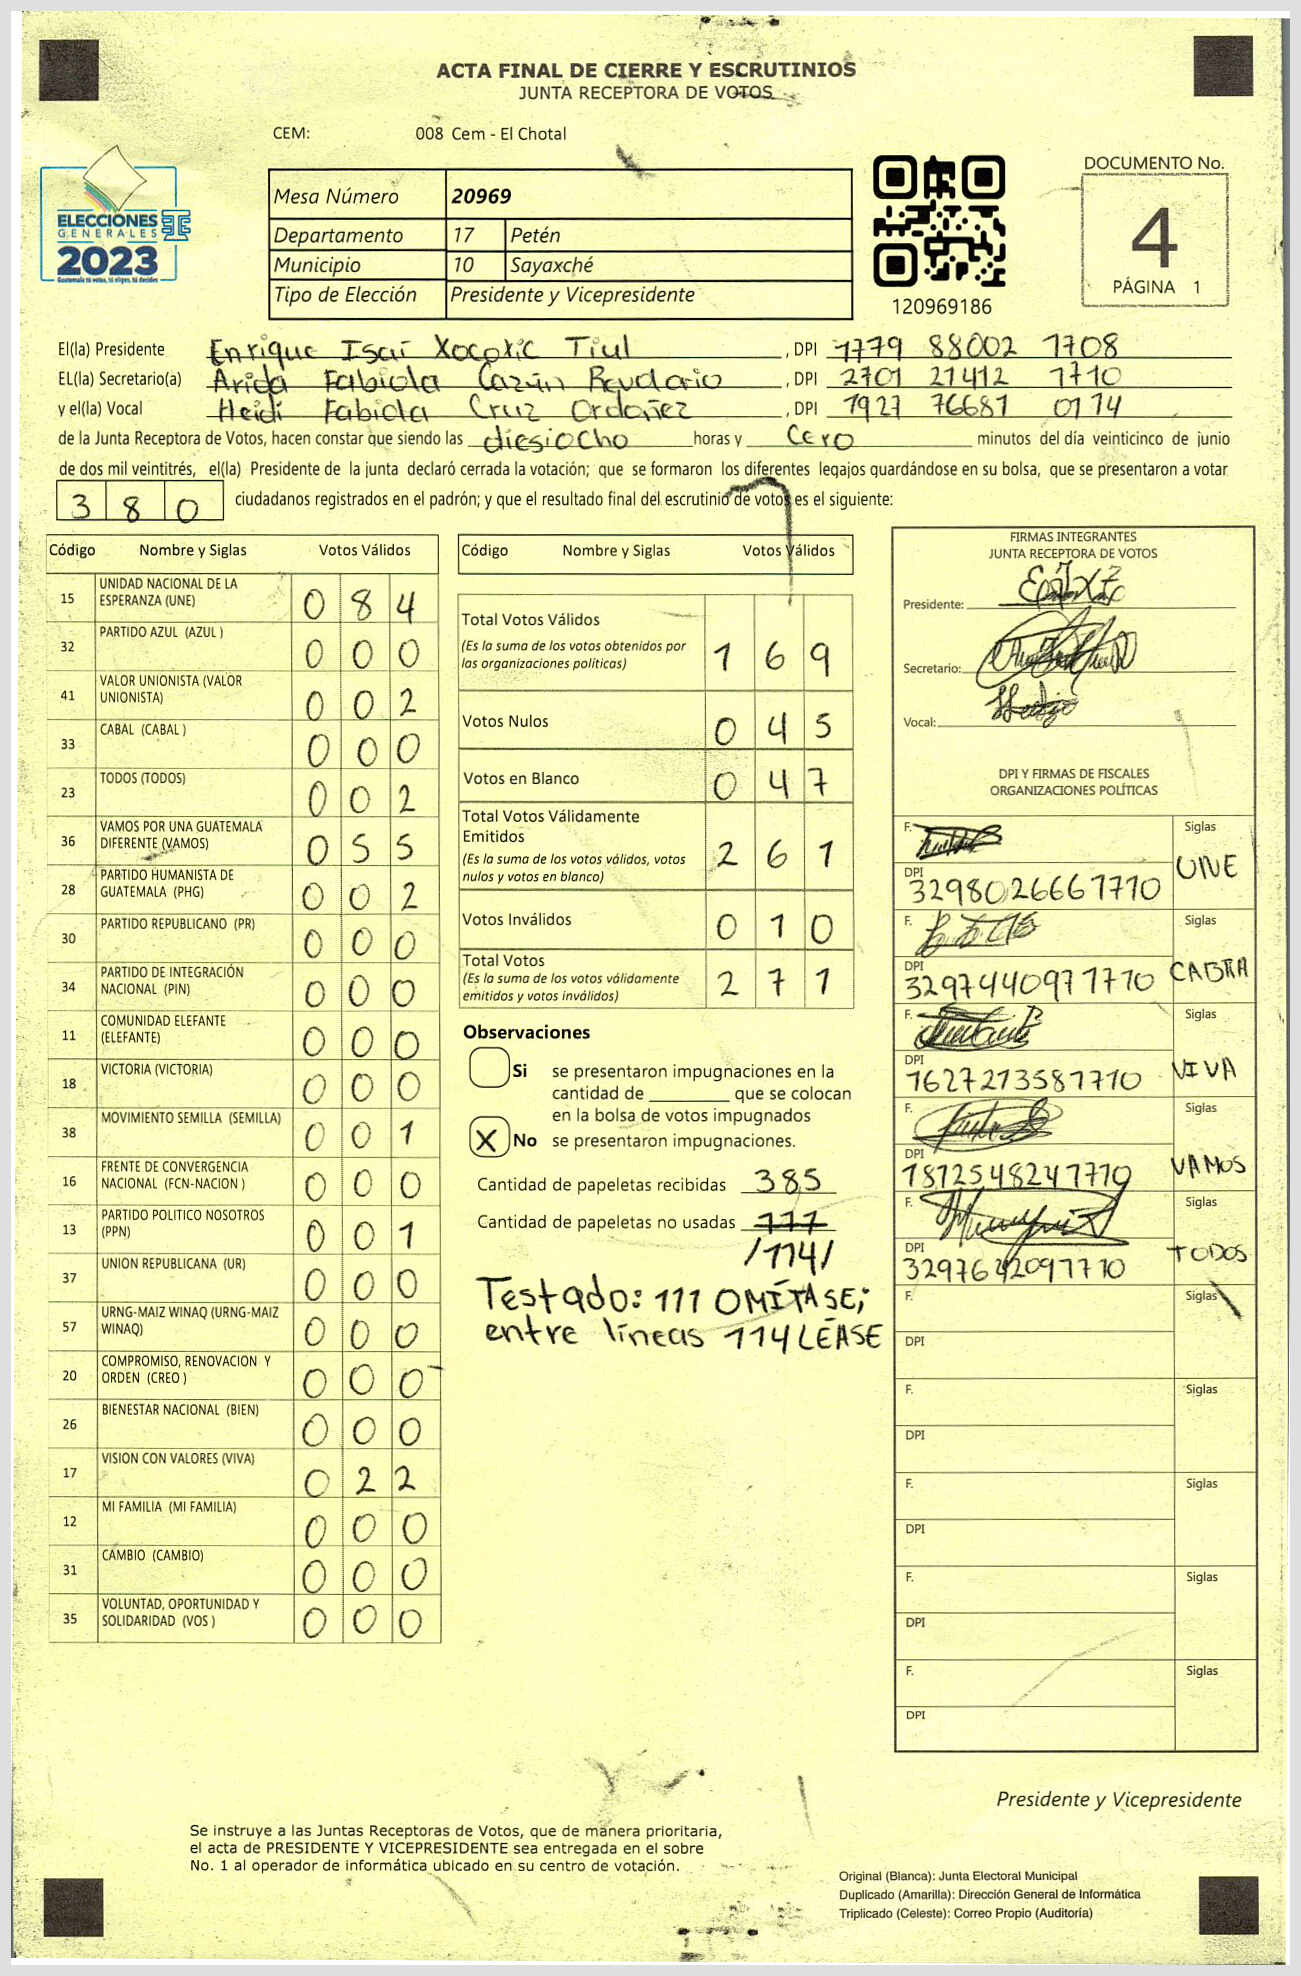 ACTA FINAL DE CIERRE Y ESCRUTINIOS
JUNTA RECEPTORA DE VOTOS
CEM: 008 Cem - El Chotal
ELECCIONES
GENERALES
2023
Guatemala tú votas, tú eliges, tú decides
Mesa Número 20969
Departamento 17 Petén
Municipio 10 Sayaxché
Tipo de Elección Presidente y Vicepresidente
120969186
DOCUMENTO No.
4
PÁGINA 1
El(la) Presidente Enrique Isaí Xocoxic Tiul, DPI 1779 88002 1708
EL(la) Secretario(a) Fabiola Cazún, DPI 2701 21412 1710
y el(la) Vocal Heidi Fabiola Cruz Ordoñez, DPI 1927 76681 0174
de la Junta Receptora de Votos, hacen constar que siendo las diesiocho horas y Cero minutos del día veinticinco de junio
de dos mil veintitrés, el(la) Presidente de la junta declaró cerrada la votación; que se formaron los diferentes legajos guardándose en su bolsa, que se presentaron a votar
380 ciudadanos registrados en el padrón; y que el resultado final del escrutinio de votos es el siguiente:
Código Nombre y Siglas Votos Válidos
15 UNIDAD NACIONAL DE LA ESPERANZA (UNE) 0 8 4
32 PARTIDO AZUL (AZUL ) 0 0 0
41 VALOR UNIONISTA (VALOR UNIONISTA) 0 0 2
33 CABAL (CABAL ) 0 0 0
23 TODOS (TODOS) 0 0 2
36 VAMOS POR UNA GUATEMALA DIFERENTE (VAMOS) 0 5 5
28 PARTIDO HUMANISTA DE GUATEMALA (PHG) 0 0 2
30 PARTIDO REPUBLICANO (PR) 0 0 0
34 PARTIDO DE INTEGRACIÓN NACIONAL (PIN) 0 0 0
11 COMUNIDAD ELEFANTE (ELEFANTE) 0 0 0
18 VICTORIA (VICTORIA) 0 0 0
38 MOVIMIENTO SEMILLA (SEMILLA) 0 0 1
16 FRENTE DE CONVERGENCIA NACIONAL (FCN-NACION ) 0 0 0
13 PARTIDO POLITICO NOSOTROS (PPN) 0 0 1
37 UNION REPUBLICANA (UR) 0 0 0
57 URNG-MAIZ WINAQ (URNG-MAIZ WINAQ) 0 0 0
20 COMPROMISO, RENOVACION Y ORDEN (CREO ) 0 0 0
26 BIENESTAR NACIONAL (BIEN) 0 0 0
17 VISION CON VALORES (VIVA) 0 2 2
12 MI FAMILIA (MI FAMILIA) 0 0 0
31 CAMBIO (CAMBIO) 0 0 0
35 VOLUNTAD, OPORTUNIDAD Y SOLIDARIDAD (VOS ) 0 0 0
Código Nombre y Siglas Votos Válidos
Total Votos Válidos 1 6 9
(Es la suma de los votos obtenidos por
las organizaciones políticas)
Votos Nulos 0 4 5
Votos en Blanco 0 4 7
Total Votos Válidamente
Emitidos 2 6 1
(Es la suma de los votos válidos, votos
nulos y votos en blanco)
Votos Inválidos 0 1 0
Total Votos 2 7 1
(Es la suma de los votos válidamente
emitidos y votos inválidos)
Observaciones
Si se presentaron impugnaciones en la
cantidad de ________ que se colocan
en la bolsa de votos impugnados
X No se presentaron impugnaciones.
Cantidad de papeletas recibidas 385
Cantidad de papeletas no usadas 111
/114/
Testado: 111 OMÍTASE;
entre líneas 114 LÉASE
FIRMAS INTEGRANTES
JUNTA RECEPTORA DE VOTOS
Presidente:
Secretario:
Vocal:
DPI Y FIRMAS DE FISCALES
ORGANIZACIONES POLÍTICAS
F. Siglas
DPI 3298026661710 UNE
F. Siglas
DPI 3297440971710
F. Siglas
DPI 1627213581710 VIVA
F. Siglas
DPI 1812548241710 VAMOS
F. Siglas
DPI 3297642091710 TODOS
F. Siglas
DPI
F. Siglas
DPI
F. Siglas
DPI
F. Siglas
DPI
F. Siglas
DPI
Presidente y Vicepresidente
Se instruye a las Juntas Receptoras de Votos, que de manera prioritaria,
el acta de PRESIDENTE Y VICEPRESIDENTE sea entregada en el sobre
No. 1 al operador de informática ubicado en su centro de votación.
Original (Blanca): Junta Electoral Municipal
Duplicado (Amarilla): Dirección General de Informática
Triplicado (Celeste): Correo Propio (Auditoría)